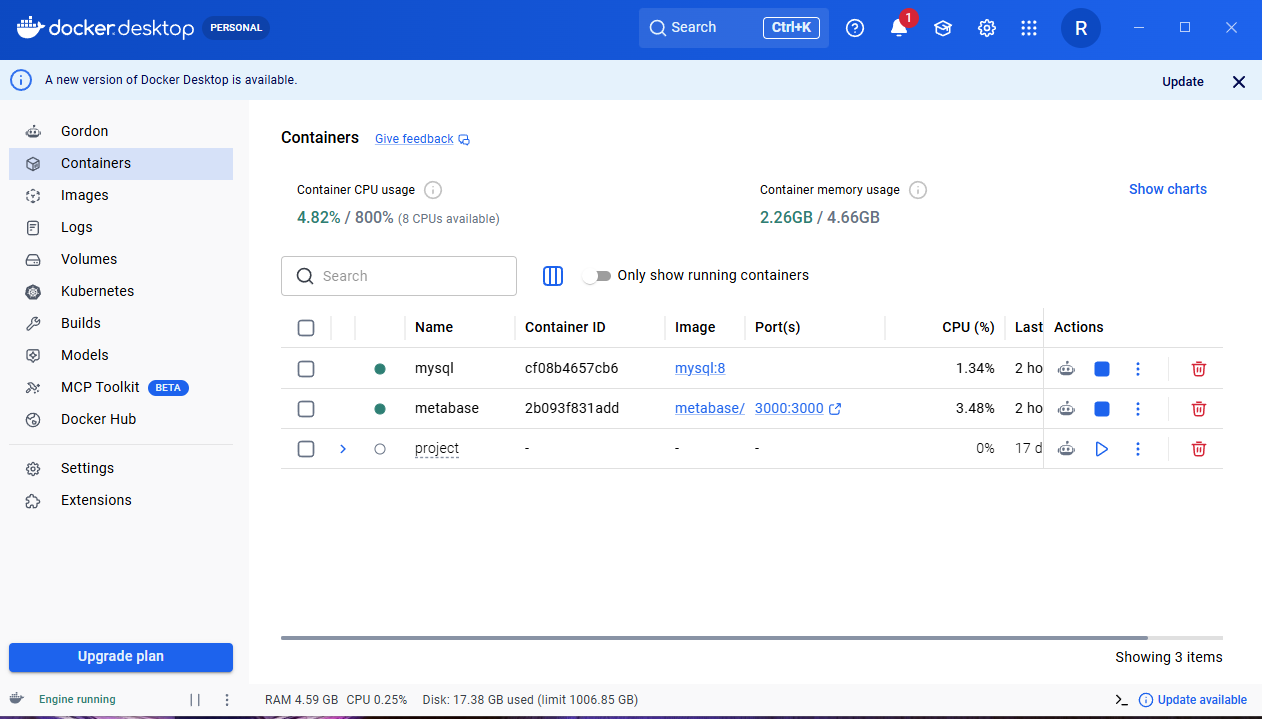 docker.desktop PERSONAL Search Ctrl+K 1 R
A new version of Docker Desktop is available. Update
Gordon
Containers
Images
Logs
Volumes
Kubernetes
Builds
Models
MCP Toolkit BETA
Docker Hub
Settings
Extensions
Upgrade plan
Containers Give feedback
Container CPU usage
4.82% / 800% (8 CPUs available)
Container memory usage
2.26GB / 4.66GB
Show charts
Search Only show running containers
Name Container ID Image Port(s) CPU (%) Last Actions
mysql cf08b4657cb6 mysql:8 1.34% 2 ho
metabase 2b093f831add metabase/ 3000:3000 3.48% 2 ho
project - - - 0% 17 d
Showing 3 items
Engine running RAM 4.59 GB CPU 0.25% Disk: 17.38 GB used (limit 1006.85 GB) >_ Update available